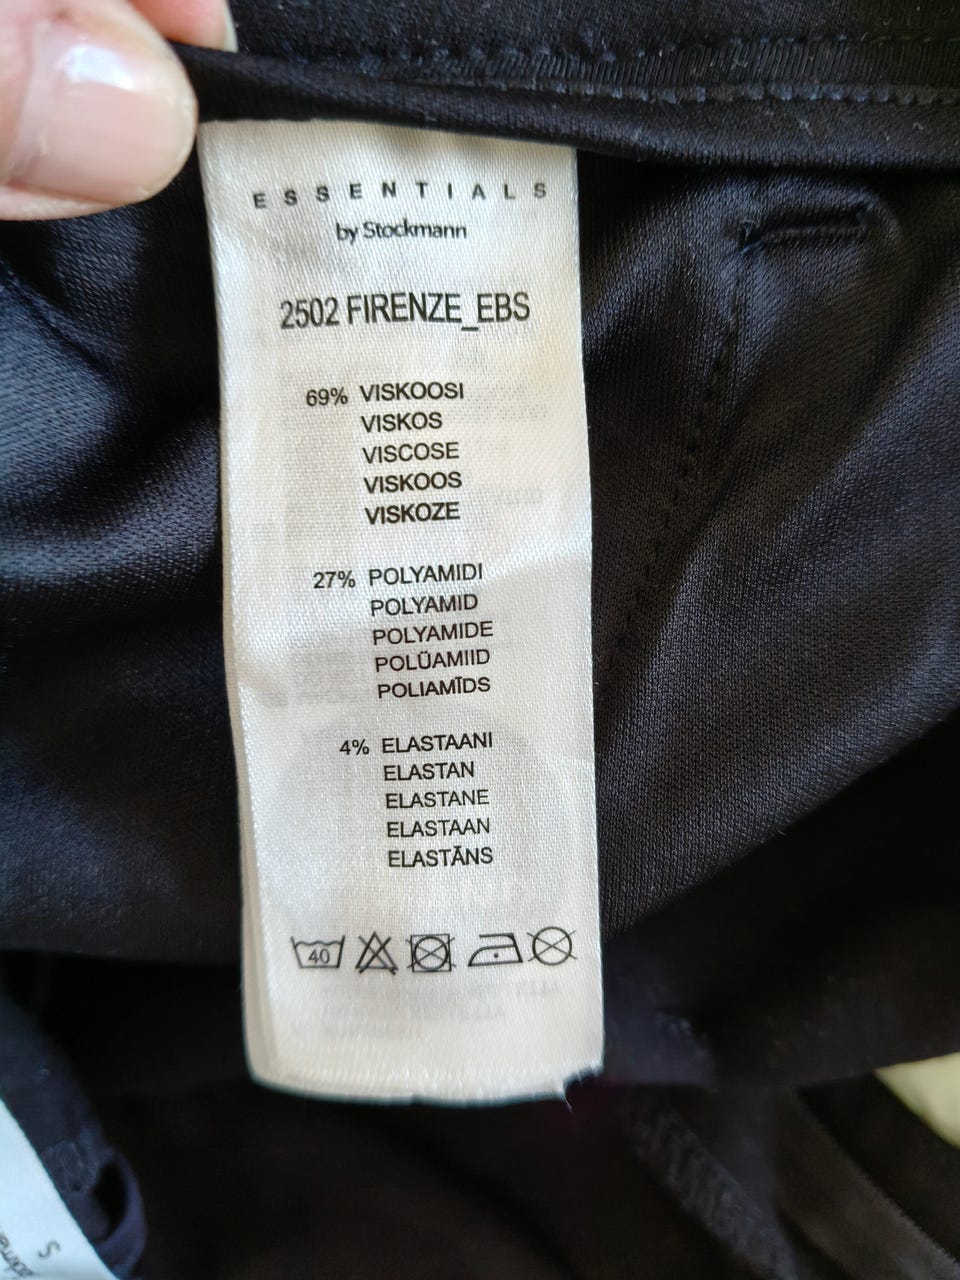 ESSENTIALS
by Stockmann
2502 FIRENZE_EBS
69% VISKOOSI
VISKOS
VISCOSE
VISKOOS
VISKOZE
27% POLYAMIDI
POLYAMID
POLYAMIDE
POLÜAMIID
POLIAMĪDS
4% ELASTAANI
ELASTAN
ELASTANE
ELASTAAN
ELASTĀNS
40
S